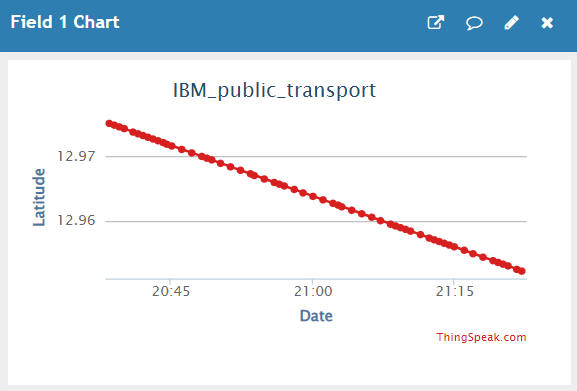 Field 1 Chart
IBM_public_transport
Latitude
12.97
12.96
20:45 21:00 21:15
Date
ThingSpeak.com